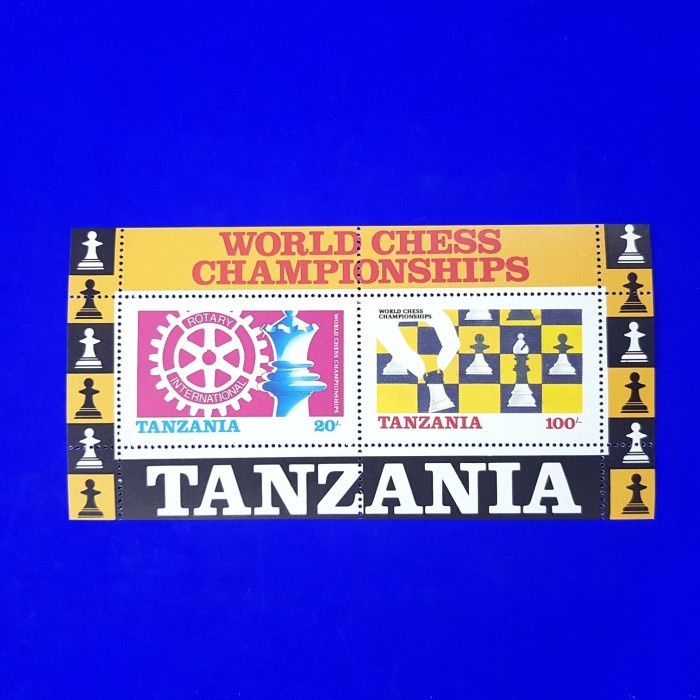 WORLD CHESS
CHAMPIONSHIPS
ROTARY
INTERNATIONAL
WORLD CHESS CHAMPIONSHIPS
TANZANIA 20/-
WORLD CHESS
CHAMPIONSHIPS
TANZANIA 100/-
TANZANIA